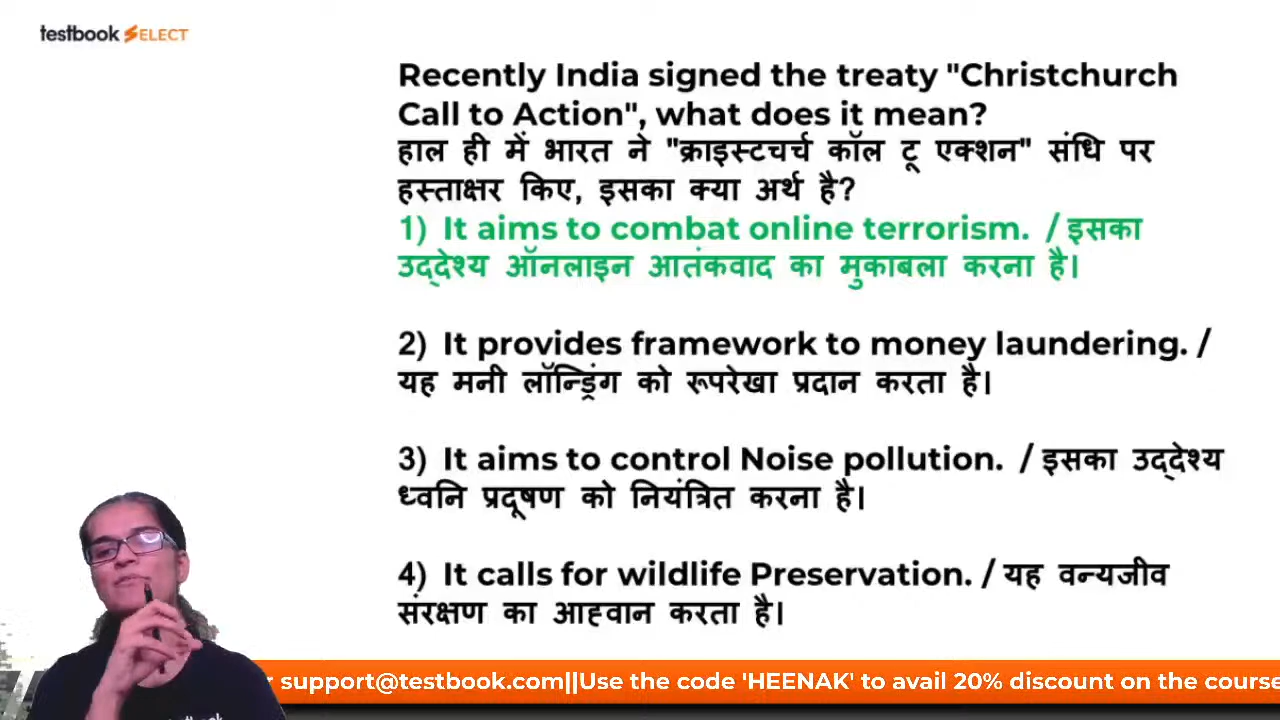 testbook SELECT
Recently India signed the treaty "Christchurch
Call to Action", what does it mean?
हाल ही में भारत ने "क्राइस्टचर्च कॉल टू एक्शन" संधि पर
हस्ताक्षर किए, इसका क्या अर्थ है?
1) It aims to combat online terrorism. / इसका
उद्देश्य ऑनलाइन आतंकवाद का मुकाबला करना है।
2) It provides framework to money laundering. /
यह मनी लॉन्ड्रिंग को रूपरेखा प्रदान करता है।
3) It aims to control Noise pollution. / इसका उद्देश्य
ध्वनि प्रदूषण को नियंत्रित करना है।
4) It calls for wildlife Preservation. / यह वन्यजीव
संरक्षण का आह्वान करता है।
r support@testbook.com||Use the code 'HEENAK' to avail 20% discount on the course